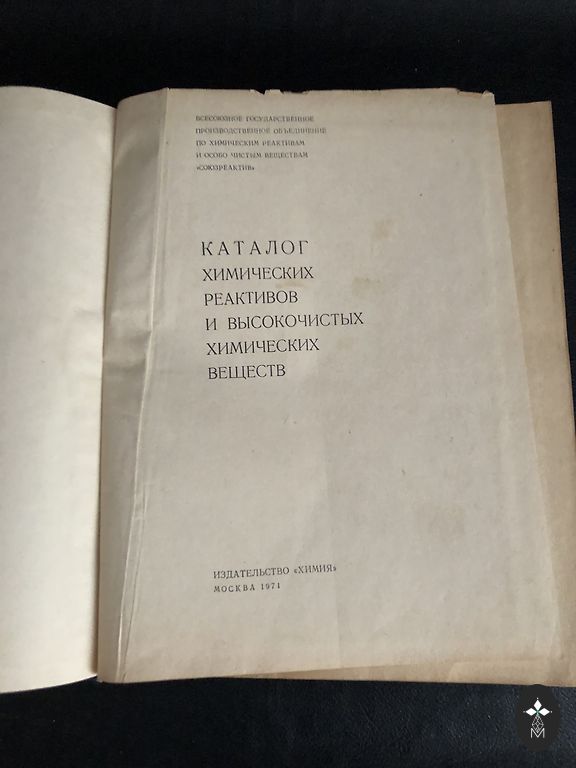 ВСЕСОЮЗНОЕ ГОСУДАРСТВЕННОЕ
ПРОИЗВОДСТВЕННОЕ ОБЪЕДИНЕНИЕ
ПО ХИМИЧЕСКИМ РЕАКТИВАМ
И ОСОБО ЧИСТЫМ ВЕЩЕСТВАМ
«СОЮЗРЕАКТИВ»
КАТАЛОГ
ХИМИЧЕСКИХ
РЕАКТИВОВ
И ВЫСОКОЧИСТЫХ
ХИМИЧЕСКИХ
ВЕЩЕСТВ
ИЗДАТЕЛЬСТВО «ХИМИЯ»
МОСКВА 1971
М